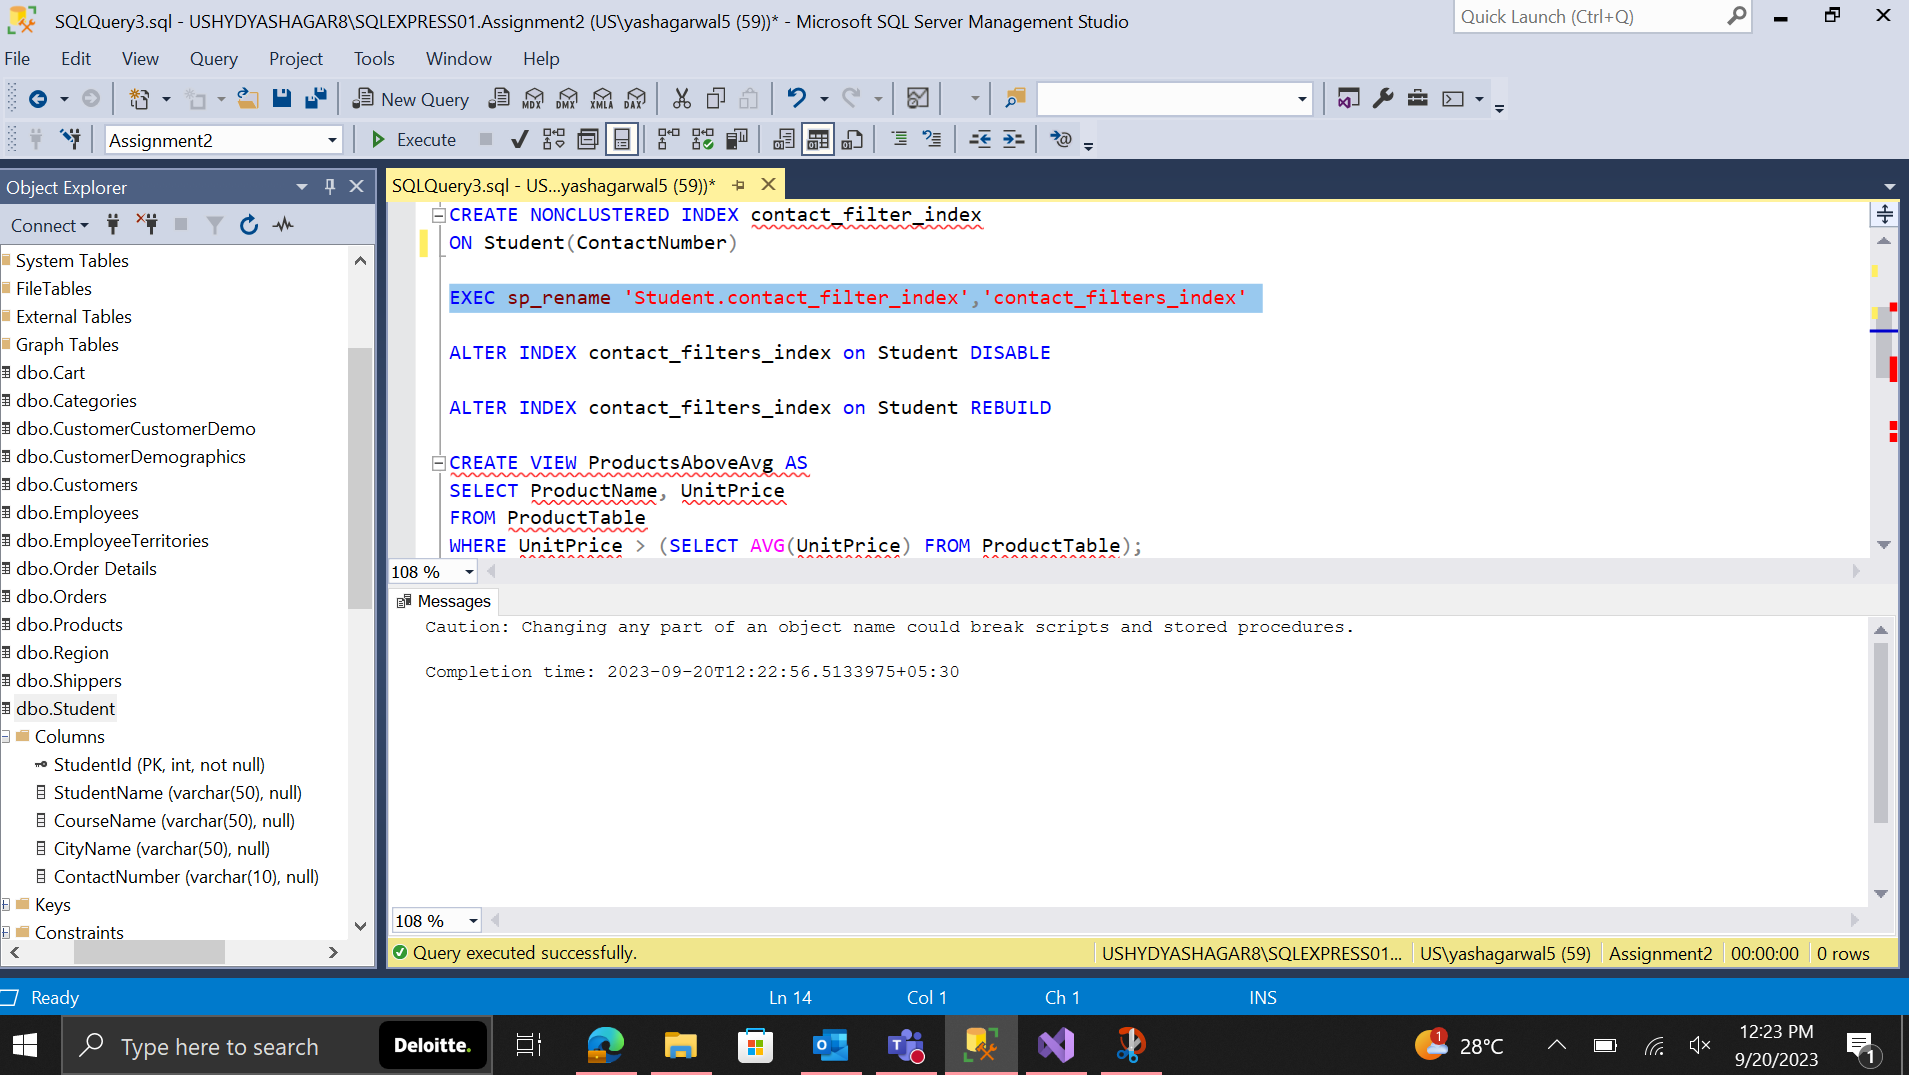 SQLQuery3.sql - USHYDYASHAGAR8\SQLEXPRESS01.Assignment2 (US\yashagarwal5 (59))* - Microsoft SQL Server Management Studio
Quick Launch (Ctrl+Q)
File Edit View Query Project Tools Window Help
New Query MDX DMX XMLA DAX
Assignment2 Execute
Object Explorer
Connect
System Tables
FileTables
External Tables
Graph Tables
dbo.Cart
dbo.Categories
dbo.CustomerCustomerDemo
dbo.CustomerDemographics
dbo.Customers
dbo.Employees
dbo.EmployeeTerritories
dbo.Order Details
dbo.Orders
dbo.Products
dbo.Region
dbo.Shippers
dbo.Student
Columns
StudentId (PK, int, not null)
StudentName (varchar(50), null)
CourseName (varchar(50), null)
CityName (varchar(50), null)
ContactNumber (varchar(10), null)
Keys
Constraints
SQLQuery3.sql - US...yashagarwal5 (59))*
CREATE NONCLUSTERED INDEX contact_filter_index
ON Student(ContactNumber)
EXEC sp_rename 'Student.contact_filter_index','contact_filters_index'
ALTER INDEX contact_filters_index on Student DISABLE
ALTER INDEX contact_filters_index on Student REBUILD
CREATE VIEW ProductsAboveAvg AS
SELECT ProductName, UnitPrice
FROM ProductTable
WHERE UnitPrice > (SELECT AVG(UnitPrice) FROM ProductTable);
108 %
Messages
Caution: Changing any part of an object name could break scripts and stored procedures.
Completion time: 2023-09-20T12:22:56.5133975+05:30
108 %
Query executed successfully. USHYDYASHAGAR8\SQLEXPRESS01... US\yashagarwal5 (59) Assignment2 00:00:00 0 rows
Ready Ln 14 Col 1 Ch 1 INS
Type here to search Deloitte. 1 28°C 12:23 PM
9/20/2023 1